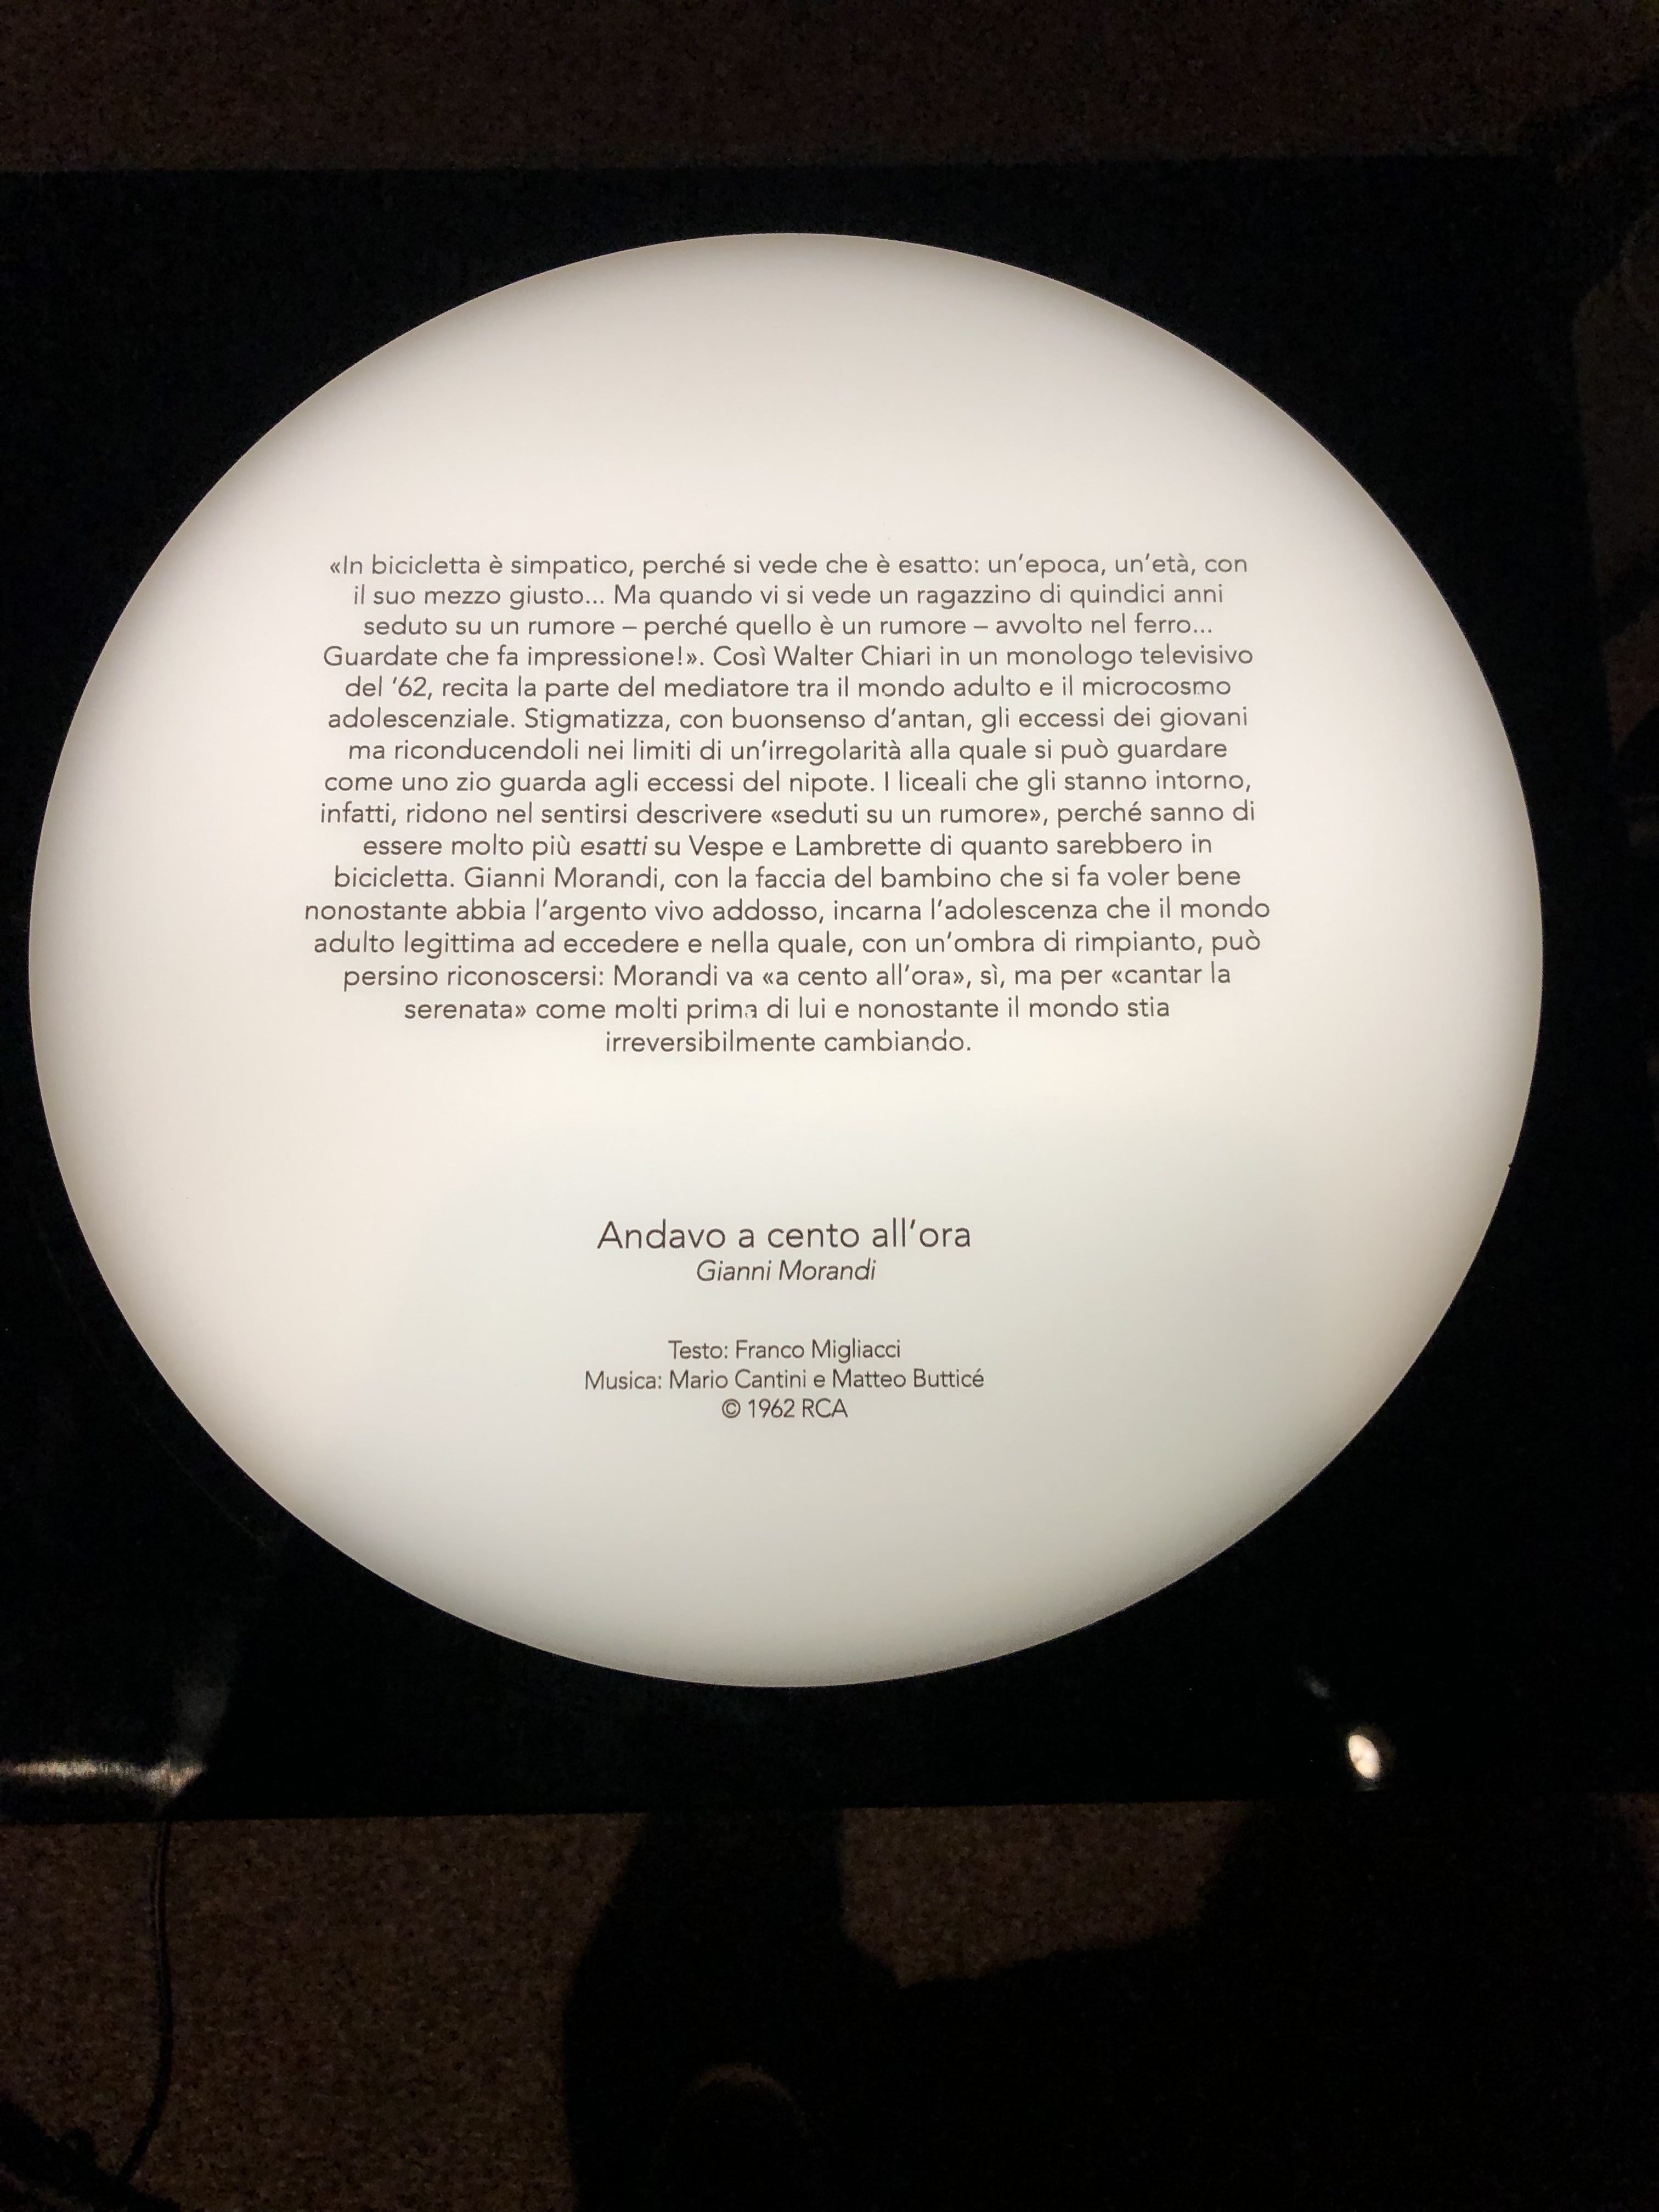 «In bicicletta è simpatico, perché si vede che è esatto: un'epoca, un'età, con
il suo mezzo giusto... Ma quando vi si vede un ragazzino di quindici anni
seduto su un rumore – perché quello è un rumore – avvolto nel ferro...
Guardate che fa impressione!». Così Walter Chiari in un monologo televisivo
del '62, recita la parte del mediatore tra il mondo adulto e il microcosmo
adolescenziale. Stigmatizza, con buonsenso d'antan, gli eccessi dei giovani
ma riconducendoli nei limiti di un'irregolarità alla quale si può guardare
come uno zio guarda agli eccessi del nipote. I liceali che gli stanno intorno,
infatti, ridono nel sentirsi descrivere «seduti su un rumore», perché sanno di
essere molto più esatti su Vespe e Lambrette di quanto sarebbero in
bicicletta. Gianni Morandi, con la faccia del bambino che si fa voler bene
nonostante abbia l'argento vivo addosso, incarna l'adolescenza che il mondo
adulto legittima ad eccedere e nella quale, con un'ombra di rimpianto, può
persino riconoscersi: Morandi va «a cento all'ora», sì, ma per «cantar la
serenata» come molti prima di lui e nonostante il mondo stia
irreversibilmente cambiando.
Andavo a cento all'ora
Gianni Morandi
Testo: Franco Migliacci
Musica: Mario Cantini e Matteo Butticé
© 1962 RCA